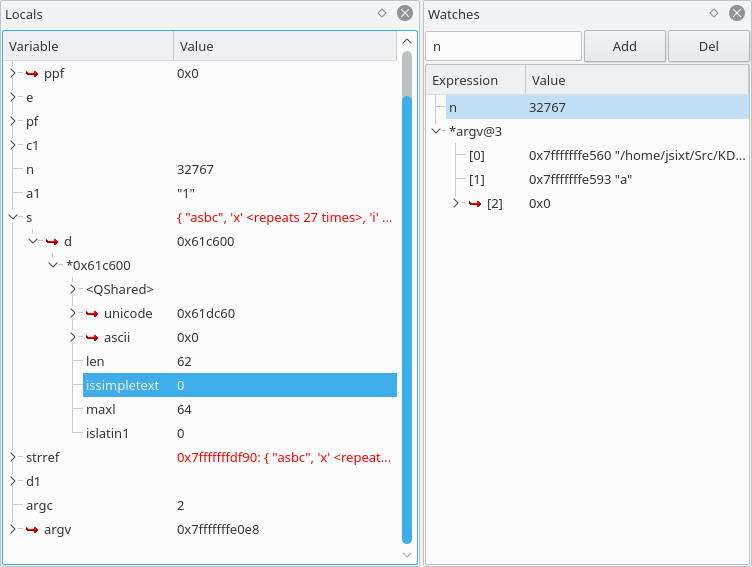 Locals
Variable Value
ppf 0x0
e
pf
c1
n 32767
a1 "1"
s { "asbc", 'x' <repeats 27 times>, 'i' ...
d 0x61c600
*0x61c600
<QShared>
unicode 0x61dc60
ascii 0x0
len 62
issimpletext 0
maxl 64
islatin1 0
strref 0x7fffffffdf90: { "asbc", 'x' <repeat...
d1
argc 2
argv 0x7fffffffe0e8
Watches
n Add Del
Expression Value
n 32767
*argv@3
[0] 0x7fffffffe560 "/home/jsixt/Src/KD...
[1] 0x7fffffffe593 "a"
[2] 0x0